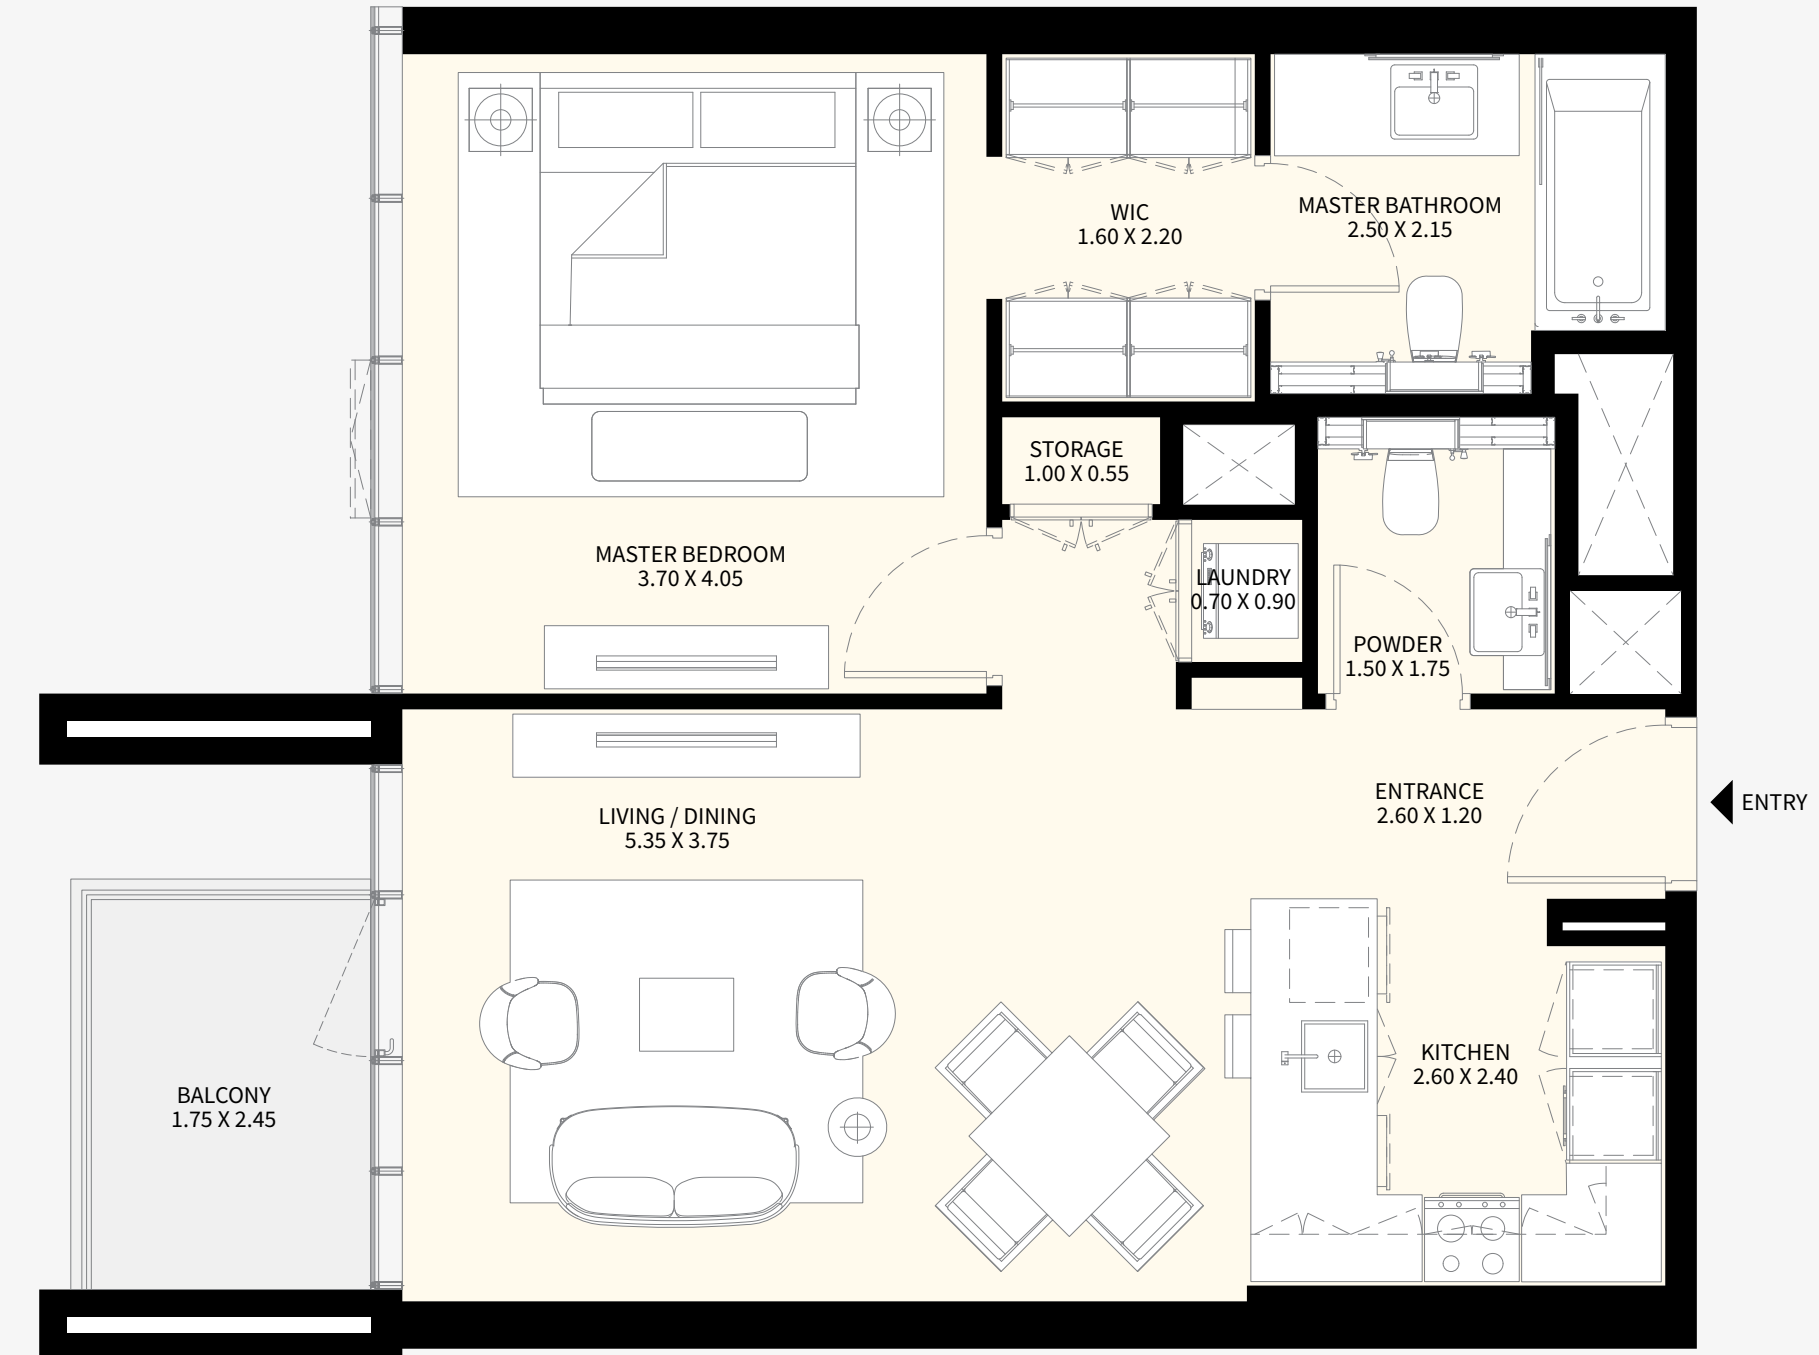 WIC
1.60 X 2.20
MASTER BATHROOM
2.50 X 2.15
STORAGE
1.00 X 0.55
MASTER BEDROOM
3.70 X 4.05
LAUNDRY
0.70 X 0.90
POWDER
1.50 X 1.75
LIVING / DINING
5.35 X 3.75
ENTRANCE
2.60 X 1.20
ENTRY
KITCHEN
2.60 X 2.40
BALCONY
1.75 X 2.45